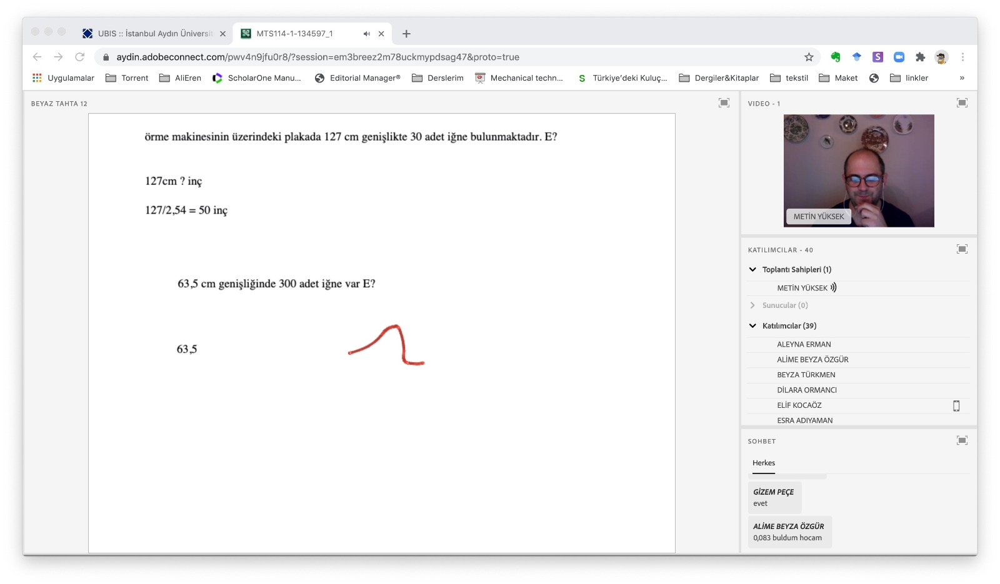 UBIS :: İstanbul Aydın Üniversit
MTS114-1-134597_1
aydin.adobeconnect.com/pwv4n9jfu0r8/?session=em3breez2m78uckmypdsag47&proto=true
Uygulamalar Torrent AliEren ScholarOne Manu... Editorial Manager® Derslerim Mechanical techn... S Türkiye'deki Kuluç... Dergiler&Kitaplar tekstil Maket linkler »
BEYAZ TAHTA 12
örme makinesinin üzerindeki plakada 127 cm genişlikte 30 adet iğne bulunmaktadır. E?
127cm ? inç
127/2,54 = 50 inç
63,5 cm genişliğinde 300 adet iğne var E?
63,5
VIDEO - 1
METİN YÜKSEK
KATILIMCILAR - 40
Toplantı Sahipleri (1)
METİN YÜKSEK
Sunucular (0)
Katılımcılar (39)
ALEYNA ERMAN
ALİME BEYZA ÖZGÜR
BEYZA TÜRKMEN
DİLARA ORMANCI
ELİF KOCAÖZ
ESRA ADIYAMAN
SOHBET
Herkes
GİZEM PEÇE
evet
ALİME BEYZA ÖZGÜR
0,083 buldum hocam